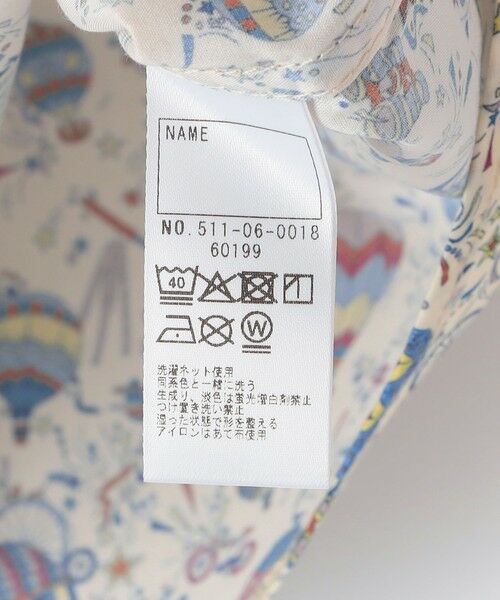 NAME
NO.511-06-0018
60199
40
W
洗濯ネット使用
同系色と一緒に洗う
生成り、淡色は蛍光増白剤禁止
つけ置き洗い禁止
湿った状態で形を整える
アイロンはあて布使用